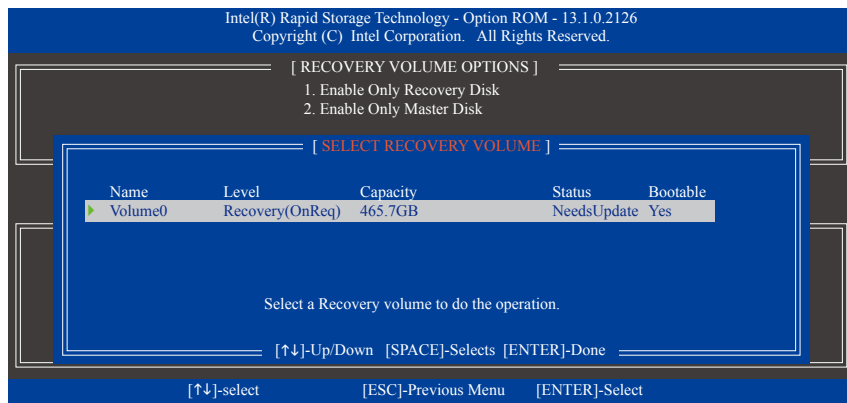 Intel(R) Rapid Storage Technology - Option ROM - 13.1.0.2126
Copyright (C) Intel Corporation. All Rights Reserved.
[ RECOVERY VOLUME OPTIONS ]
1. Enable Only Recovery Disk
2. Enable Only Master Disk
[ SELECT RECOVERY VOLUME ]
Name Level Capacity Status Bootable
Volume0 Recovery(OnReq) 465.7GB NeedsUpdate Yes
Select a Recovery volume to do the operation.
[↑↓]-Up/Down [SPACE]-Selects [ENTER]-Done
[↑↓]-select [ESC]-Previous Menu [ENTER]-Select